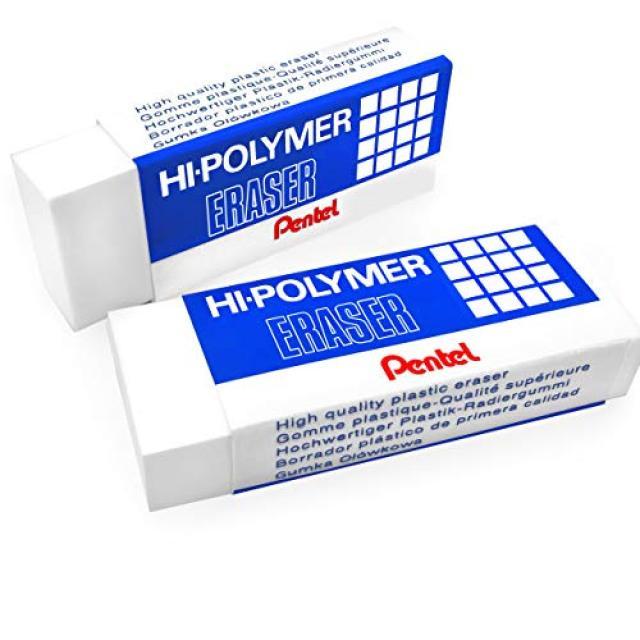 High quality plastic eraser
Gomme plastique-Qualité supérieure
Hochwertiger Plastik-Radiergummi
Borrador plástico de primera calidad
Gumka Ołówkowa
HI-POLYMER
ERASER
Pentel
HI-POLYMER
ERASER
Pentel
High quality plastic eraser
Gomme plastique-Qualité supérieure
Hochwertiger Plastik-Radiergummi
Borrador plástico de primera calidad
Gumka Ołówkowa